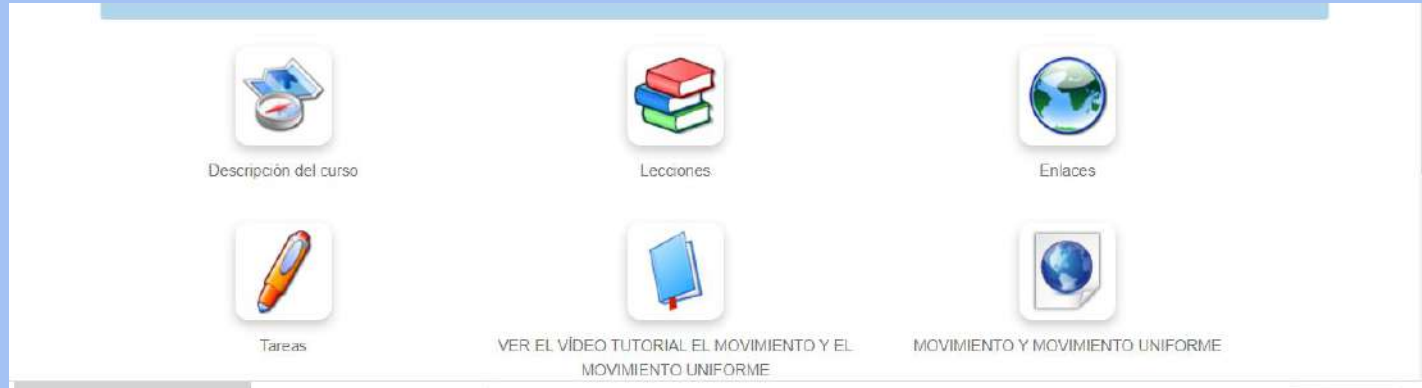 Descripción del curso
Lecciones
Enlaces
Tareas
VER EL VÍDEO TUTORIAL EL MOVIMIENTO Y EL
MOVIMIENTO UNIFORME
MOVIMIENTO Y MOVIMIENTO UNIFORME